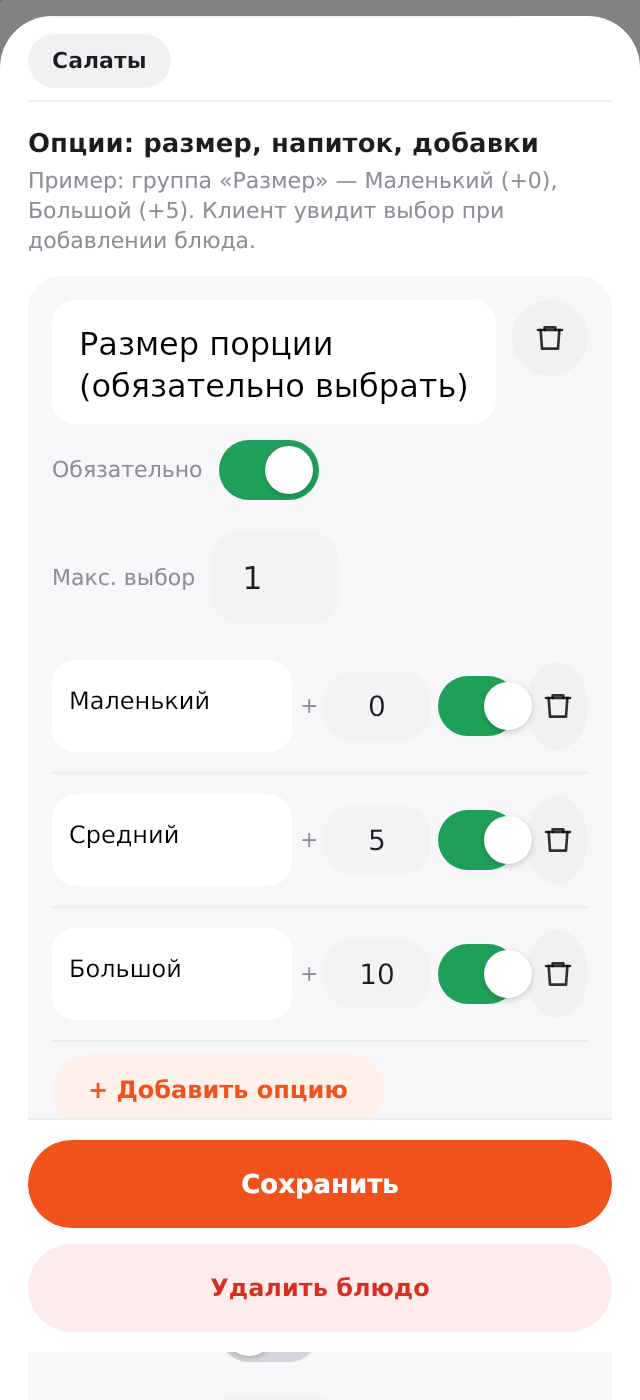 Салаты
Опции: размер, напиток, добавки
Пример: группа «Размер» — Маленький (+0),
Большой (+5). Клиент увидит выбор при
добавлении блюда.
Размер порции
(обязательно выбрать)
Обязательно
Макс. выбор 1
Маленький + 0
Средний + 5
Большой + 10
+ Добавить опцию
Сохранить
Удалить блюдо